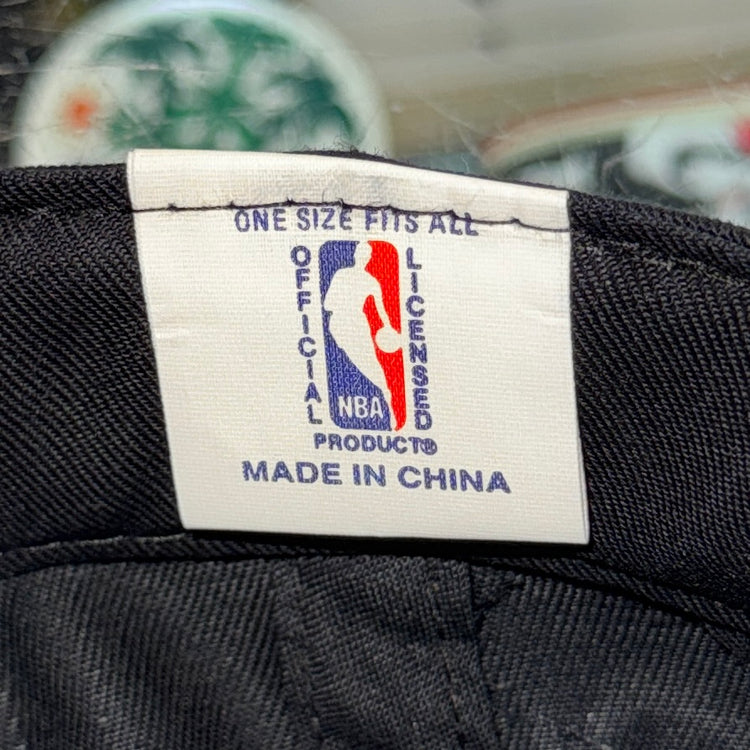 ONE SIZE FITS ALL
OFFICIAL
LICENSED
NBA
PRODUCT®
MADE IN CHINA